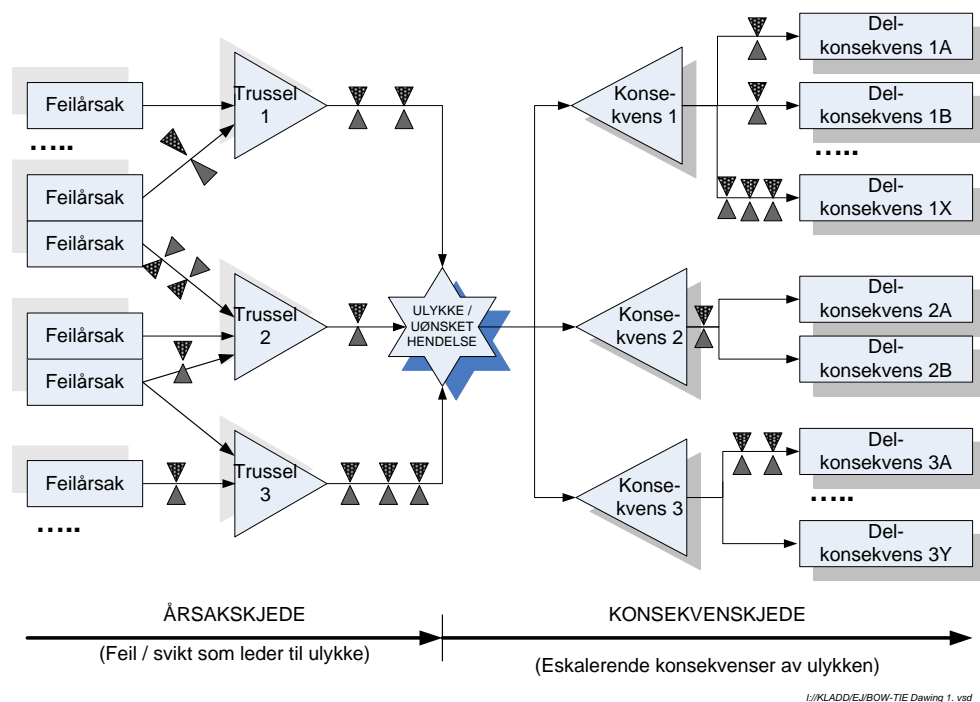 Feilårsak
.....
Feilårsak
Feilårsak
Feilårsak
Feilårsak
Feilårsak
.....
Trussel
1
Trussel
2
Trussel
3
ULYKKE /
UØNSKET
HENDELSE
Konse-
kvens 1
Konse-
kvens 2
Konse-
kvens 3
Del-
konsekvens 1A
Del-
konsekvens 1B
.....
Del-
konsekvens 1X
Del-
konsekvens 2A
Del-
konsekvens 2B
Del-
konsekvens 3A
.....
Del-
konsekvens 3Y
ÅRSAKSKJEDE
(Feil / svikt som leder til ulykke)
KONSEKVENSKJEDE
(Eskalerende konsekvenser av ulykken)
I://KLADD/EJ/BOW-TIE Dawing 1. vsd